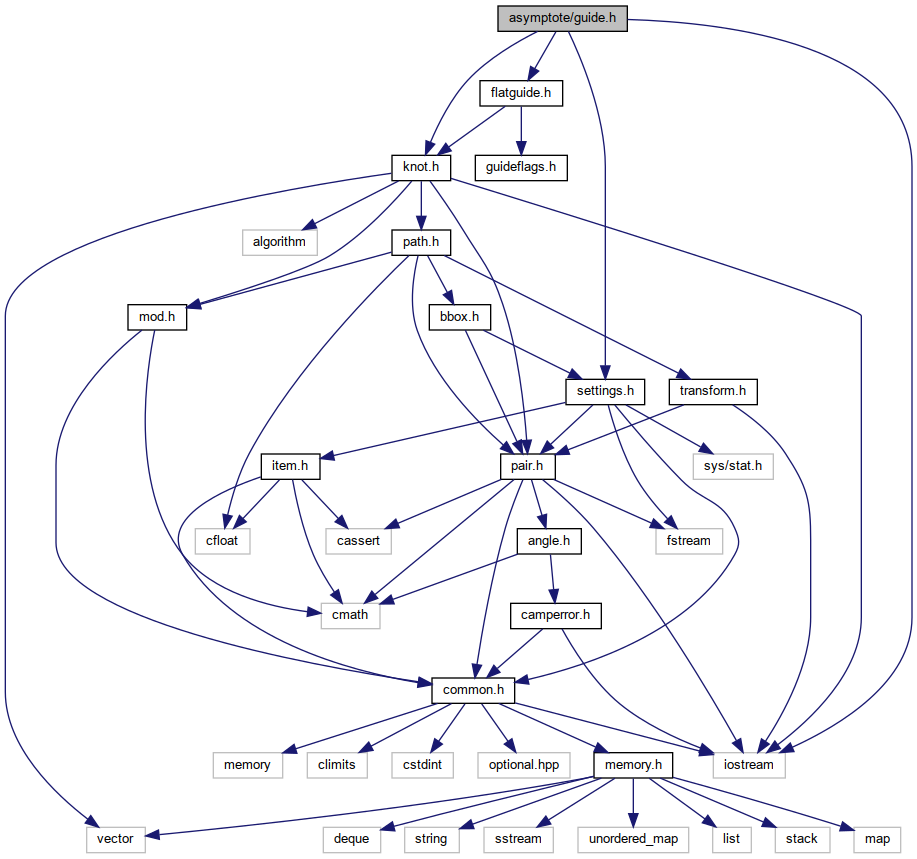 asymptote/guide.h
flatguide.h
knot.h
guideflags.h
algorithm
path.h
mod.h
bbox.h
settings.h
transform.h
item.h
pair.h
sys/stat.h
cfloat
cassert
angle.h
fstream
cmath
camperror.h
common.h
memory
climits
cstdint
optional.hpp
memory.h
iostream
vector
deque
string
sstream
unordered_map
list
stack
map